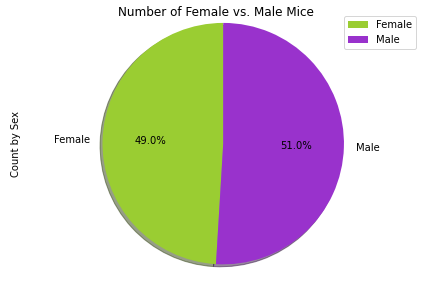 Number of Female vs. Male Mice
Female
Male
Count by Sex
Female
49.0%
51.0%
Male